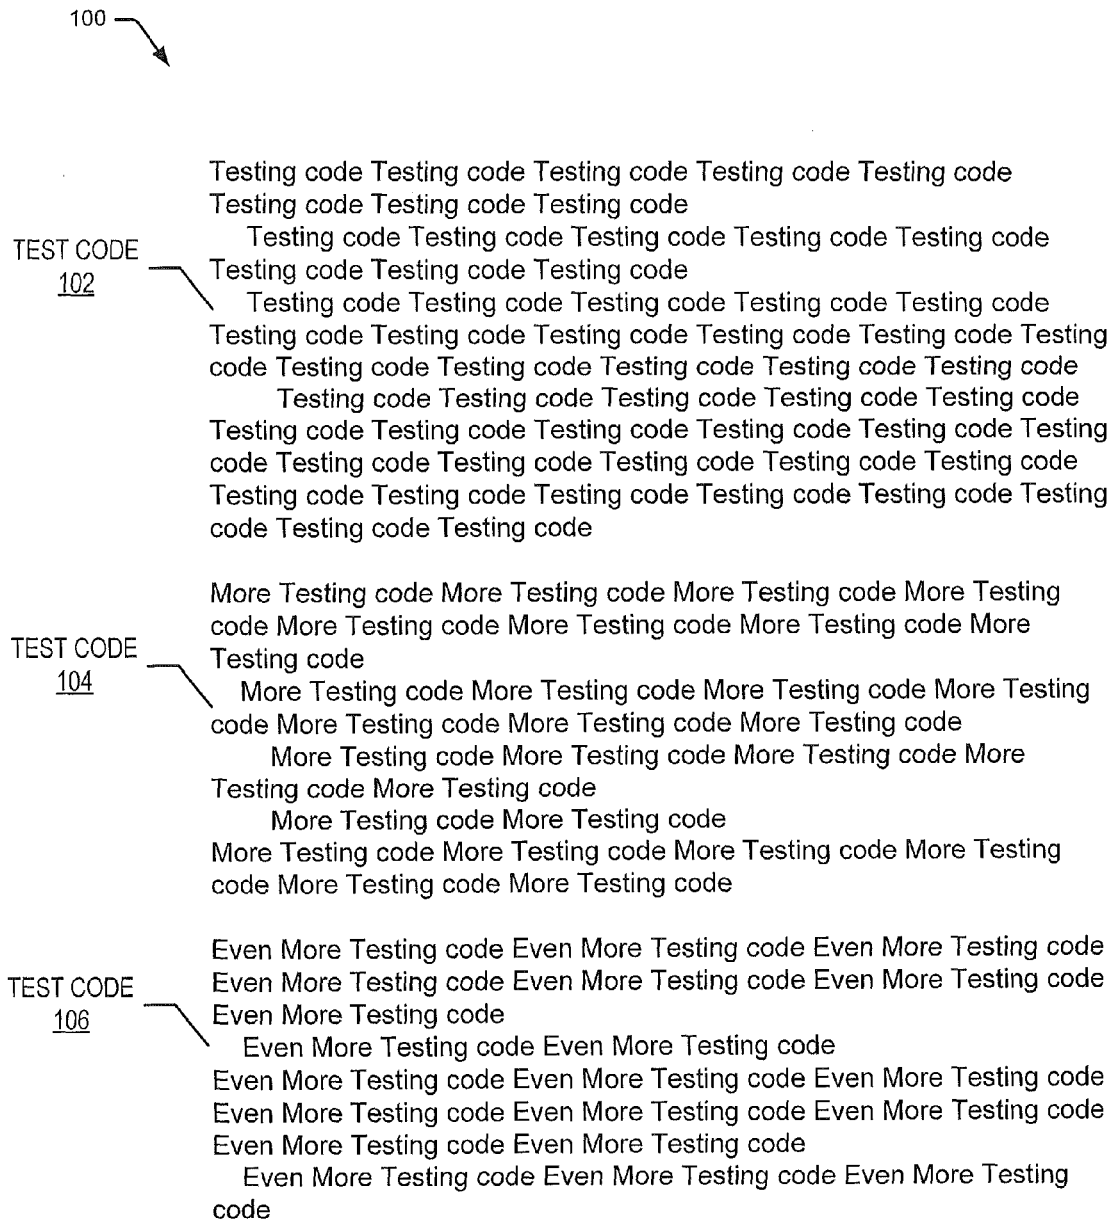 100
Testing code Testing code Testing code Testing code Testing code
Testing code Testing code Testing code
Testing code Testing code Testing code Testing code Testing code
Testing code Testing code Testing code
Testing code Testing code Testing code Testing code Testing code
Testing code Testing code Testing code Testing code Testing code Testing
code Testing code Testing code Testing code Testing code Testing code
Testing code Testing code Testing code Testing code Testing code
Testing code Testing code Testing code Testing code Testing code Testing
code Testing code Testing code Testing code Testing code Testing code
Testing code Testing code Testing code Testing code Testing code Testing
code Testing code Testing code
TEST CODE
102
More Testing code More Testing code More Testing code More Testing
code More Testing code More Testing code More Testing code More
Testing code
More Testing code More Testing code More Testing code More Testing
code More Testing code More Testing code More Testing code
More Testing code More Testing code More Testing code More
Testing code More Testing code
More Testing code More Testing code
More Testing code More Testing code More Testing code More Testing
code More Testing code More Testing code
TEST CODE
104
Even More Testing code Even More Testing code Even More Testing code
Even More Testing code Even More Testing code Even More Testing code
Even More Testing code
Even More Testing code Even More Testing code
Even More Testing code Even More Testing code Even More Testing code
Even More Testing code Even More Testing code Even More Testing code
Even More Testing code Even More Testing code
Even More Testing code Even More Testing code Even More Testing
code
TEST CODE
106